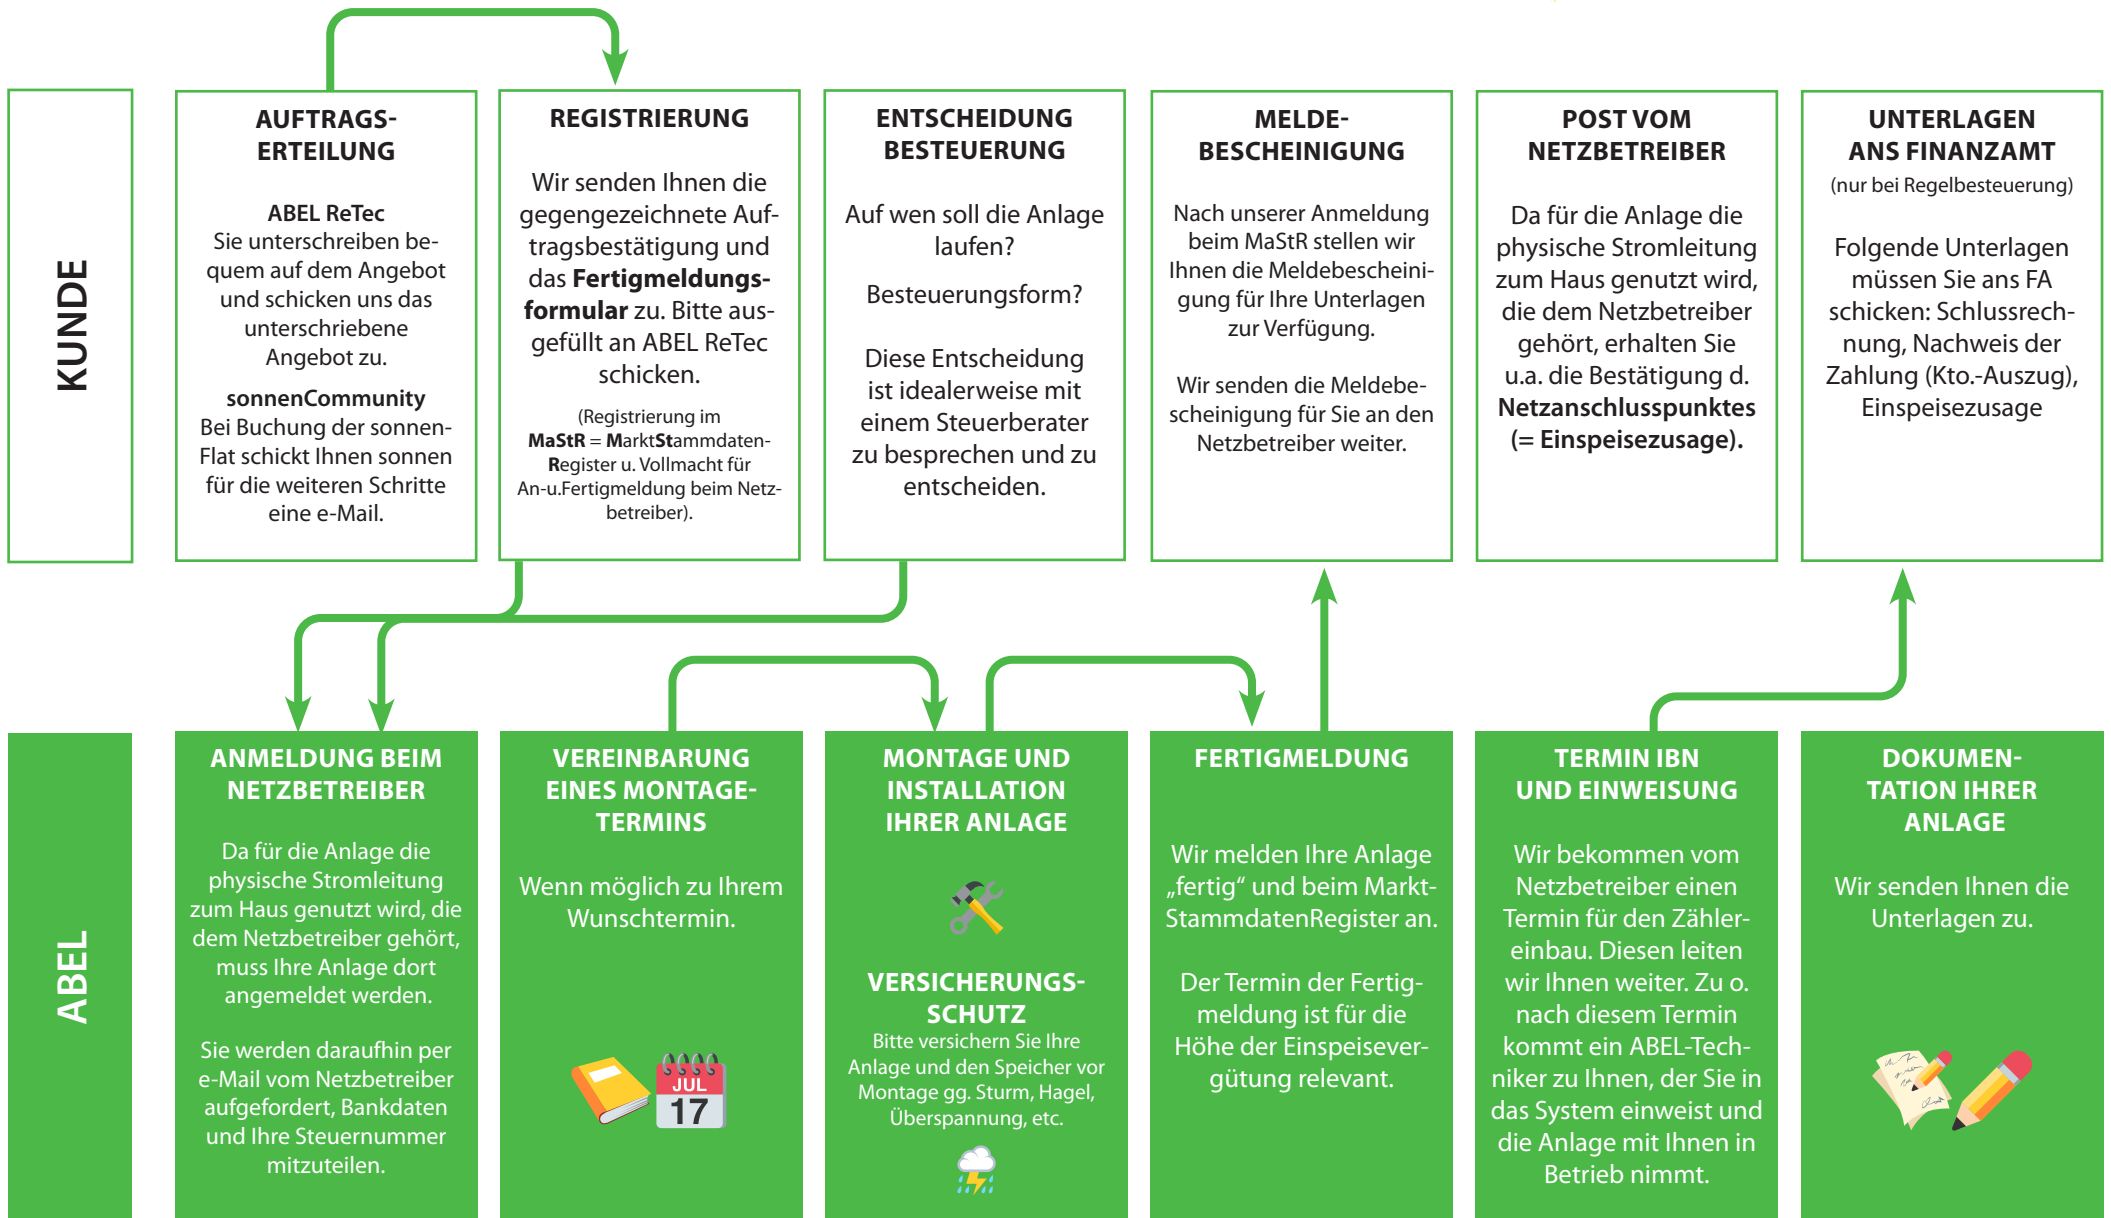 KUNDE
AUFTRAGS-
ERTEILUNG
ABEL ReTec
Sie unterschreiben be-
quem auf dem Angebot
und schicken uns das
unterschriebene
Angebot zu.
sonnenCommunity
Bei Buchung der sonnen-
Flat schickt Ihnen sonnen
für die weiteren Schritte
eine e-Mail.
REGISTRIERUNG
Wir senden Ihnen die
gegengezeichnete Auf-
tragsbestätigung und
das Fertigmeldungs-
formular zu. Bitte aus-
gefüllt an ABEL ReTec
schicken.
(Registrierung im
MaStR = MarktStammdaten-
Register u. Vollmacht für
An-u.Fertigmeldung beim Netz-
betreiber).
ENTSCHEIDUNG
BESTEUERUNG
Auf wen soll die Anlage
laufen?
Besteuerungsform?
Diese Entscheidung
ist idealerweise mit
einem Steuerberater
zu besprechen und zu
entscheiden.
MELDE-
BESCHEINIGUNG
Nach unserer Anmeldung
beim MaStR stellen wir
Ihnen die Meldebescheini-
gung für Ihre Unterlagen
zur Verfügung.
Wir senden die Meldebe-
scheinigung für Sie an den
Netzbetreiber weiter.
POST VOM
NETZBETREIBER
Da für die Anlage die
physische Stromleitung
zum Haus genutzt wird,
die dem Netzbetreiber
gehört, erhalten Sie
u.a. die Bestätigung d.
Netzanschlusspunktes
(= Einspeisezusage).
UNTERLAGEN
ANS FINANZAMT
(nur bei Regelbesteuerung)
Folgende Unterlagen
müssen Sie ans FA
schicken: Schlussrech-
nung, Nachweis der
Zahlung (Kto.-Auszug),
Einspeisezusage
ABEL
ANMELDUNG BEIM
NETZBETREIBER
Da für die Anlage die
physische Stromleitung
zum Haus genutzt wird, die
dem Netzbetreiber gehört,
muss Ihre Anlage dort
angemeldet werden.
Sie werden daraufhin per
e-Mail vom Netzbetreiber
aufgefordert, Bankdaten
und Ihre Steuernummer
mitzuteilen.
VEREINBARUNG
EINES MONTAGE-
TERMINS
Wenn möglich zu Ihrem
Wunschtermin.
JUL
17
MONTAGE UND
INSTALLATION
IHRER ANLAGE
VERSICHERUNGS-
SCHUTZ
Bitte versichern Sie Ihre
Anlage und den Speicher vor
Montage gg. Sturm, Hagel,
Überspannung, etc.
FERTIGMELDUNG
Wir melden Ihre Anlage
„fertig“ und beim Markt-
StammdatenRegister an.
Der Termin der Fertig-
meldung ist für die
Höhe der Einspeisever-
gütung relevant.
TERMIN IBN
UND EINWEISUNG
Wir bekommen vom
Netzbetreiber einen
Termin für den Zähler-
einbau. Diesen leiten
wir Ihnen weiter. Zu o.
nach diesem Termin
kommt ein ABEL-Tech-
niker zu Ihnen, der Sie in
das System einweist und
die Anlage mit Ihnen in
Betrieb nimmt.
DOKUMEN-
TATION IHRER
ANLAGE
Wir senden Ihnen die
Unterlagen zu.